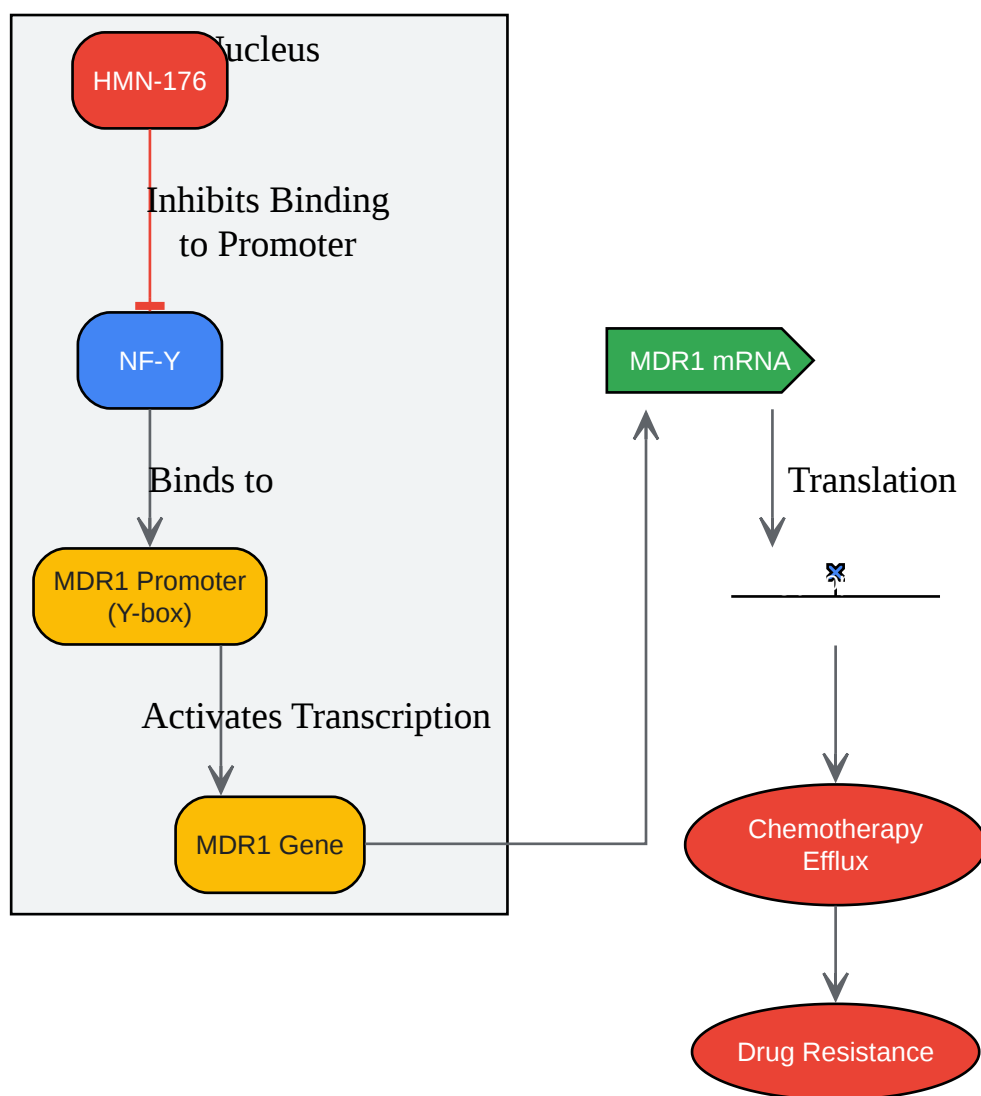 ucleus
HMN-176
Inhibits Binding
to Promoter
NF-Y
Binds to
MDR1 Promoter
(Y-box)
Activates Transcription
MDR1 Gene
MDR1 mRNA
Translation
Chemotherapy
Efflux
Drug Resistance